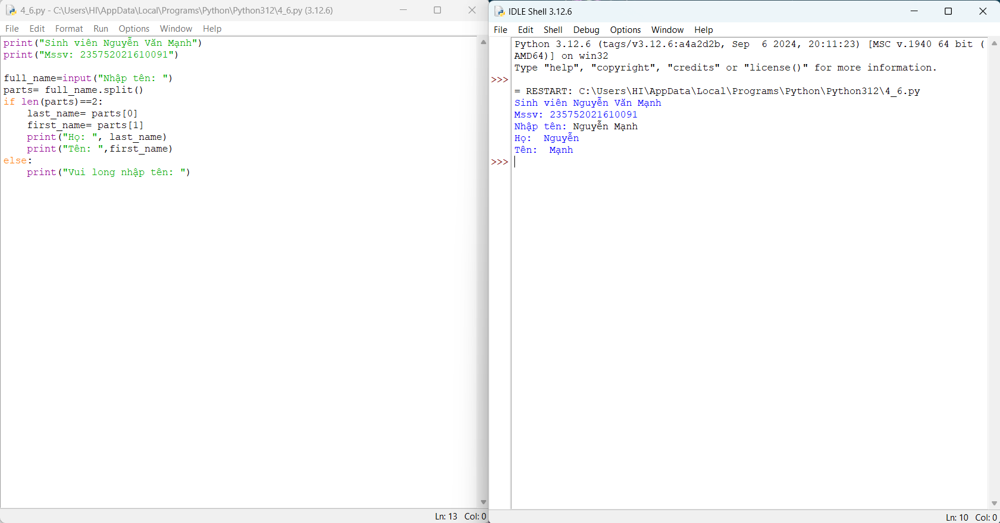 4_6.py - C:\Users\HI\AppData\Local\Programs\Python\Python312\4_6.py (3.12.6)
File Edit Format Run Options Window Help
print("Sinh viên Nguyễn Văn Mạnh")
print("Mssv: 235752021610091")

full_name=input("Nhập tên: ")
parts= full_name.split()
if len(parts)==2:
    last_name= parts[0]
    first_name= parts[1]
    print("Họ: ", last_name)
    print("Tên: ",first_name)
else:
    print("Vui long nhập tên: ")
Ln: 13 Col: 0
IDLE Shell 3.12.6
File Edit Shell Debug Options Window Help
Python 3.12.6 (tags/v3.12.6:a4a2d2b, Sep  6 2024, 20:11:23) [MSC v.1940 64 bit (
AMD64)] on win32
Type "help", "copyright", "credits" or "license()" for more information.
>>>
= RESTART: C:\Users\HI\AppData\Local\Programs\Python\Python312\4_6.py
Sinh viên Nguyễn Văn Mạnh
Mssv: 235752021610091
Nhập tên: Nguyễn Mạnh
Họ:  Nguyễn
Tên:  Mạnh
>>>
Ln: 10 Col: 0